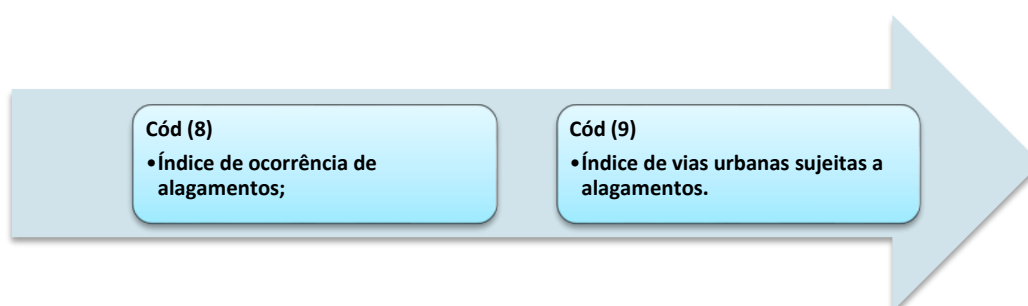 Cód (8)
•Índice de ocorrência de
alagamentos;
Cód (9)
•Índice de vias urbanas sujeitas a
alagamentos.